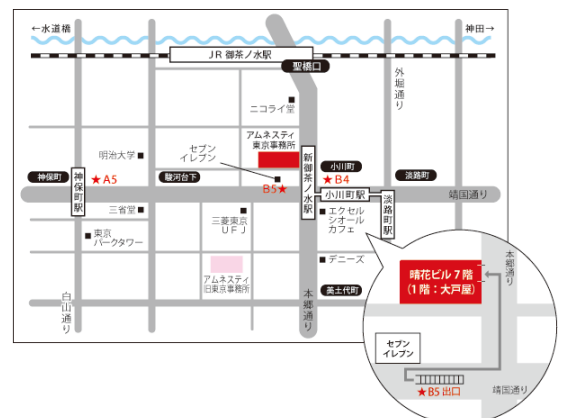 ←水道橋
神田→
JR 御茶ノ水駅
聖橋口
外堀通り
ニコライ堂
アムネスティ
東京事務所
セブン
イレブン
明治大学
新御茶ノ水駅
小川町
★B4
淡路町
神保町
★A5
神保町駅
駿河台下
B5★
小川町駅
靖国通り
淡路町駅
三省堂
三菱東京
UFJ
エクセル
シオール
カフェ
東京
パークタワー
デニーズ
アムネスティ
旧東京事務所
美土代町
白山通り
本郷通り
本郷通り
晴花ビル7階
(1階:大戸屋)
セブン
イレブン
★B5出口
靖国通り